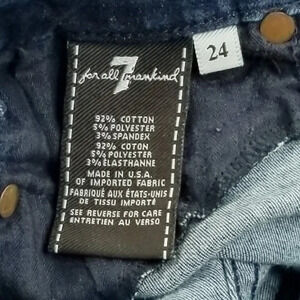 7
for all mankind
24
92% COTTON
5% POLYESTER
3% SPANDEX
92% COTON
5% POLYESTER
3% ÉLASTHANNE
MADE IN U.S.A.
OF IMPORTED FABRIC
FABRIQUÉ AUX ÉTATS-UNIS
DE TISSU IMPORTÉ
SEE REVERSE FOR CARE
ENTRETIEN AU VERSO